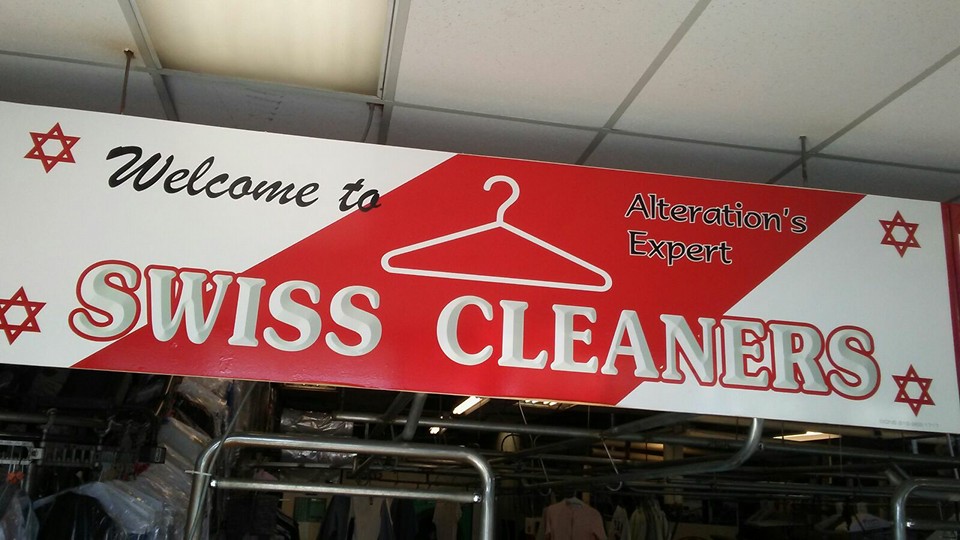 Welcome to
Alteration's
Expert
SWISS CLEANERS